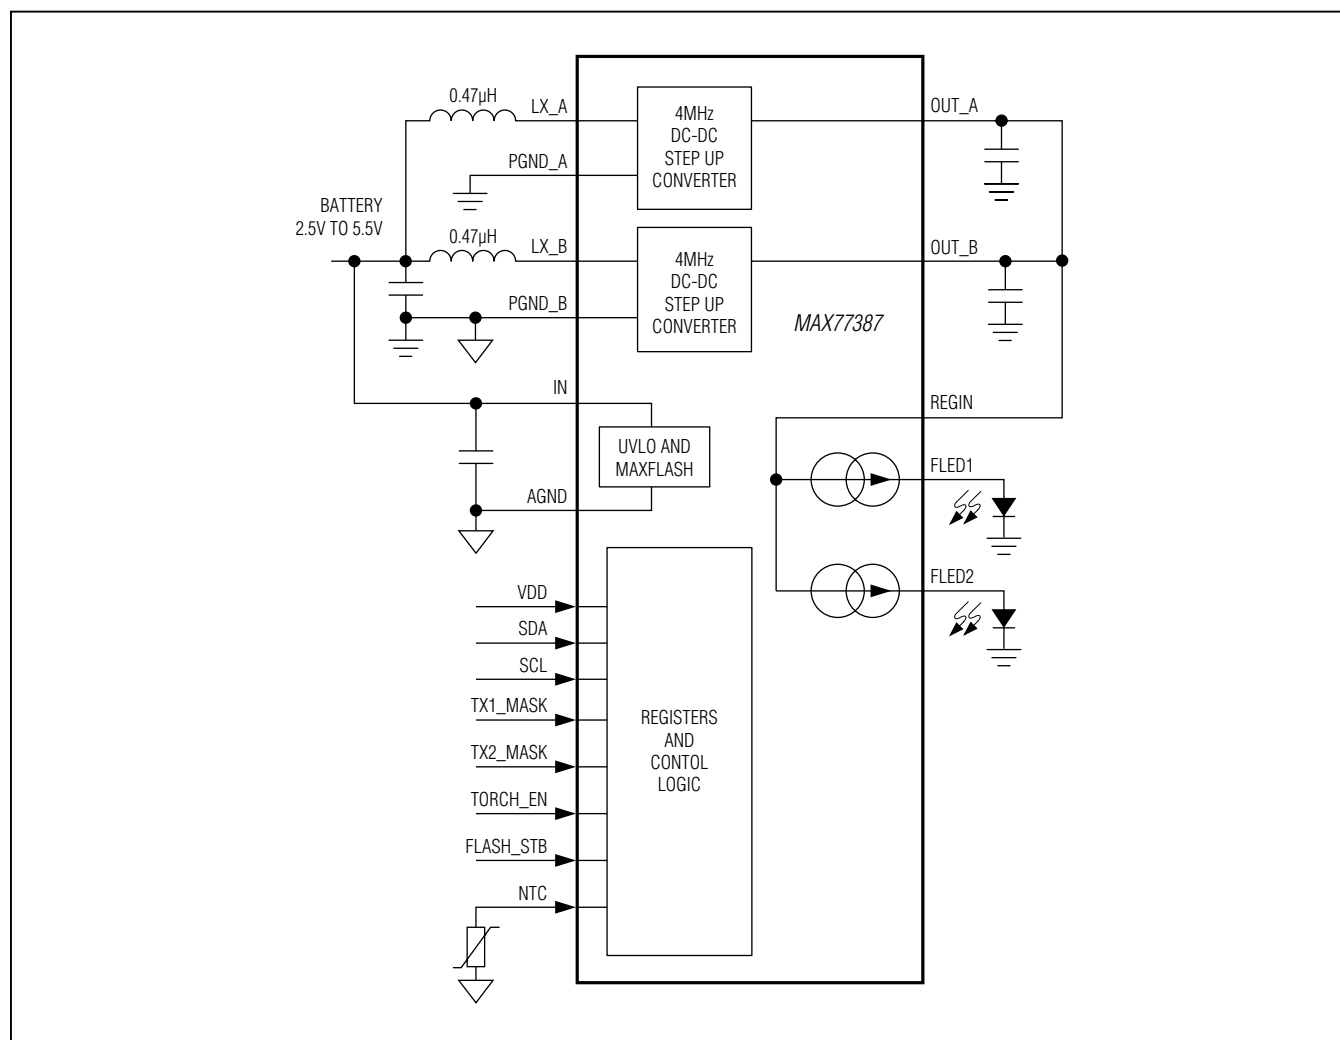 0.47µH
LX_A
4MHz
DC-DC
STEP UP
CONVERTER
OUT_A
PGND_A
BATTERY
2.5V TO 5.5V
0.47µH
LX_B
4MHz
DC-DC
STEP UP
CONVERTER
OUT_B
PGND_B
MAX77387
IN
REGIN
UVLO AND
MAXFLASH
FLED1
AGND
FLED2
VDD
SDA
SCL
TX1_MASK
TX2_MASK
TORCH_EN
FLASH_STB
NTC
REGISTERS
AND
CONTOL
LOGIC